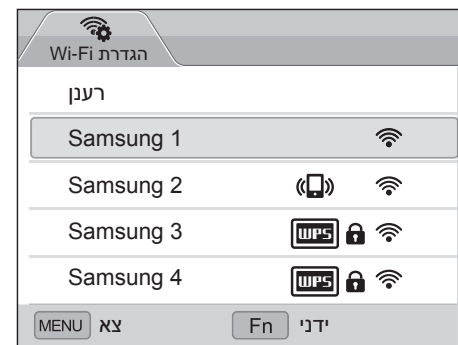 הגדרת Wi-Fi
רענן
Samsung 1
Samsung 2
Samsung 3
WPS
Samsung 4
WPS
MENU צא
Fn ידני